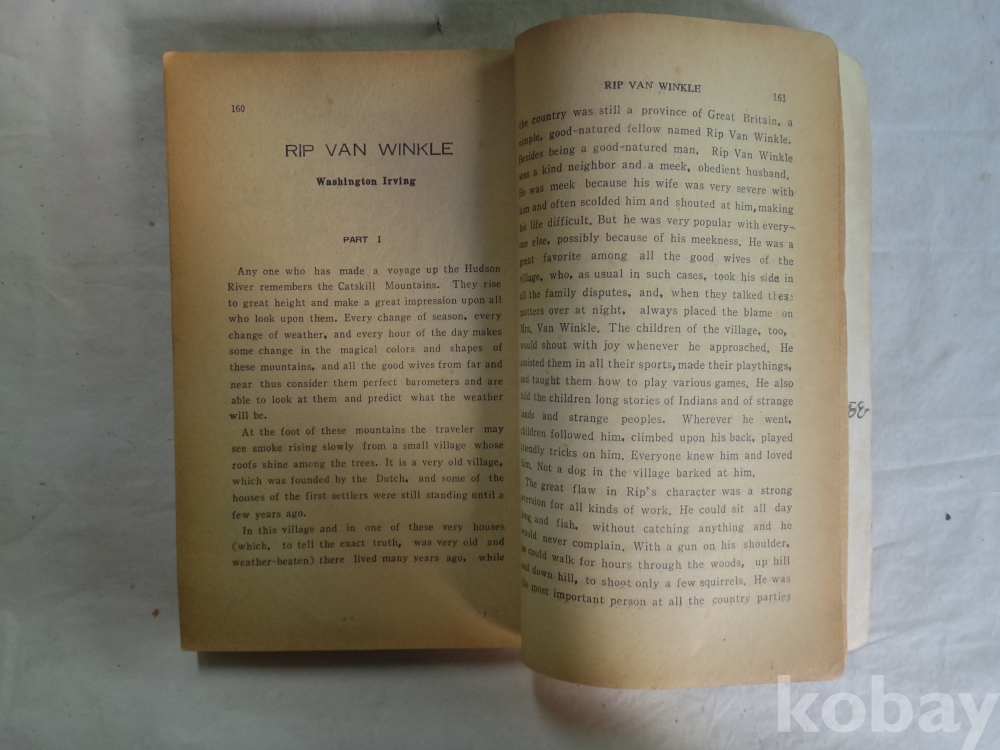 160
RIP VAN WINKLE
Washington Irving
PART I
Any one who has made a voyage up the Hudson
River remembers the Catskill Mountains. They rise
to great height and make a great impression upon all
who look upon them. Every change of season, every
change of weather, and every hour of the day makes
some change in the magical colors and shapes of
these mountains, and all the good wives from far and
near thus consider them perfect barometers and are
able to look at them and predict what the weather
will be.
At the foot of these mountains the traveler may
see smoke rising slowly from a small village whose
roofs shine among the trees. It is a very old village,
which was founded by the Dutch, and some of the
houses of the first settlers were still standing until a
few years ago.
In this village and in one of these very houses
(which, to tell the exact truth, was very old and
weather-beaten) there lived many years ago, while
RIP VAN WINKLE
161
the country was still a province of Great Britain, a
simple, good-natured fellow named Rip Van Winkle.
Besides being a good-natured man, Rip Van Winkle
was a kind neighbor and a meek, obedient husband.
He was meek because his wife was very severe with
him and often scolded him and shouted at him, making
his life difficult. But he was very popular with every-
one else, possibly because of his meekness. He was a
great favorite among all the good wives of the
village, who, as usual in such cases, took his side in
all the family disputes, and, when they talked these
matters over at night, always placed the blame on
Mrs. Van Winkle. The children of the village, too,
would shout with joy whenever he approached. He
assisted them in all their sports, made their playthings,
and taught them how to play various games. He also
told the children long stories of Indians and of strange
lands and strange peoples. Wherever he went,
children followed him, climbed upon his back, played
friendly tricks on him. Everyone knew him and loved
him. Not a dog in the village barked at him.
The great flaw in Rip's character was a strong
aversion for all kinds of work. He could sit all day
long and fish, without catching anything and he
would never complain. With a gun on his shoulder,
he could walk for hours through the woods, up hill
and down hill, to shoot only a few squirrels. He was
the most important person at all the country parties
kobay